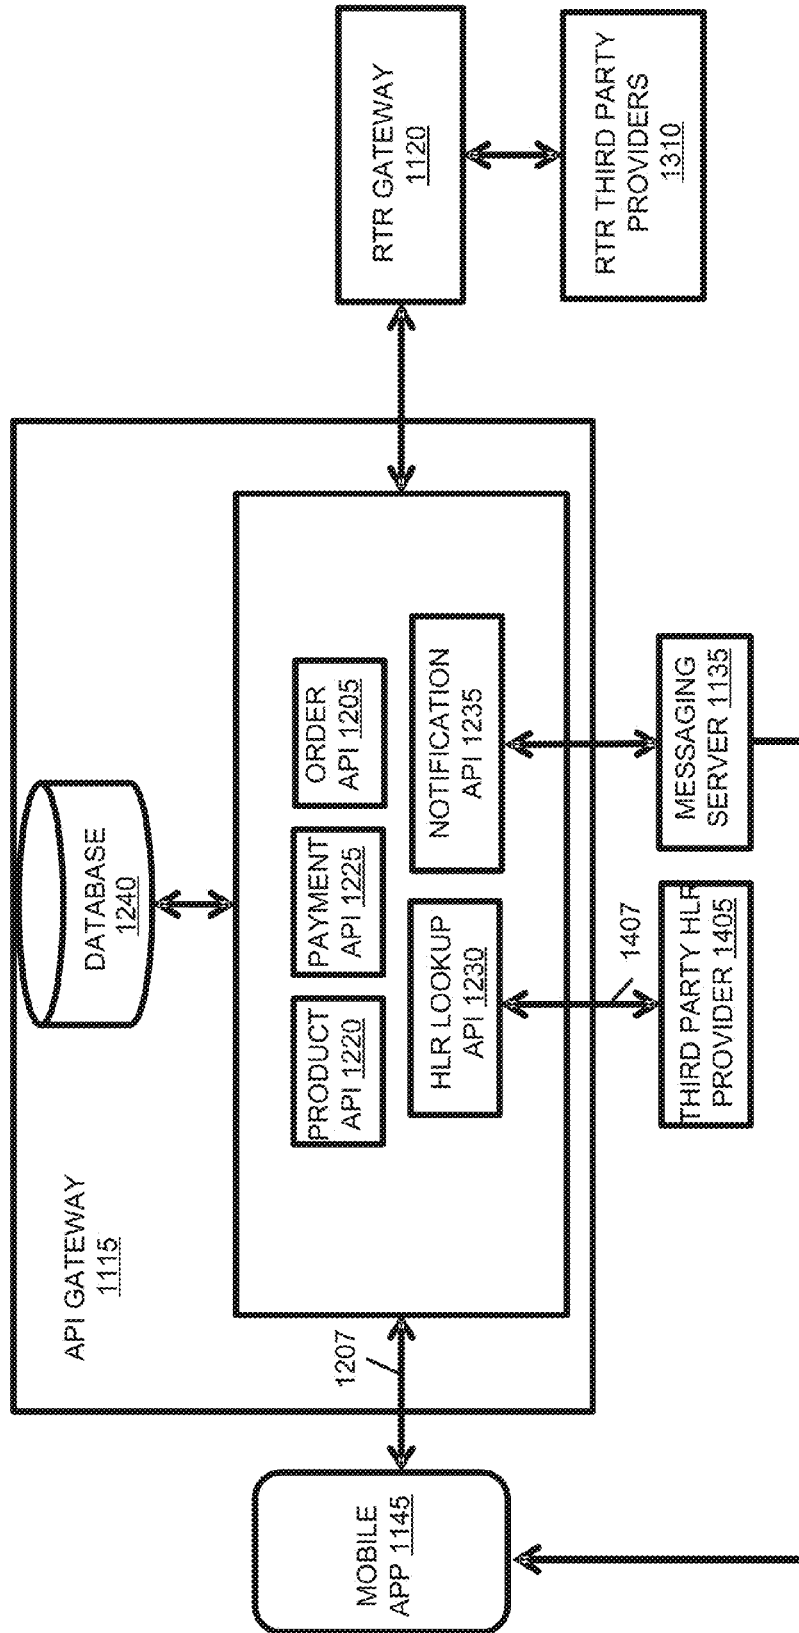 API GATEWAY
1115
DATABASE
1240
MOBILE
APP 1145
1207
PRODUCT
API 1220
PAYMENT
API 1225
ORDER
API 1205
HLR LOOKUP
API 1230
NOTIFICATION
API 1235
RTR GATEWAY
1120
RTR THIRD PARTY
PROVIDERS
1310
1407
THIRD PARTY HLR
PROVIDER 1405
MESSAGING
SERVER 1135